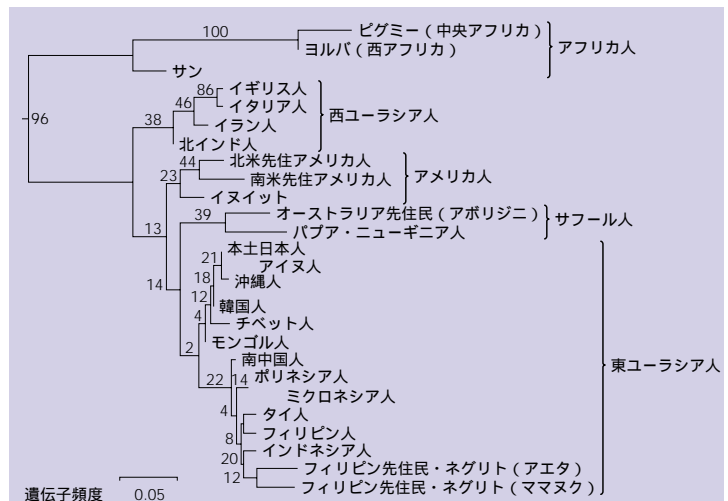 100
ピグミー（中央アフリカ）
ヨルバ（西アフリカ）
アフリカ人
サン
96
86
イギリス人
46
イタリア人
38
イラン人
西ユーラシア人
北インド人
44
北米先住アメリカ人
23
南米先住アメリカ人
アメリカ人
イヌイット
39
オーストラリア先住民（アボリジニ）
サフール人
13
パプア・ニューギニア人
本土日本人
21
アイヌ人
18
沖縄人
14
12
韓国人
4
チベット人
2
モンゴル人
南中国人
東ユーラシア人
22
14
ポリネシア人
ミクロネシア人
4
タイ人
8
フィリピン人
20
インドネシア人
12
フィリピン先住民・ネグリト（アエタ）
フィリピン先住民・ネグリト（ママヌク）
遺伝子頻度
0.05